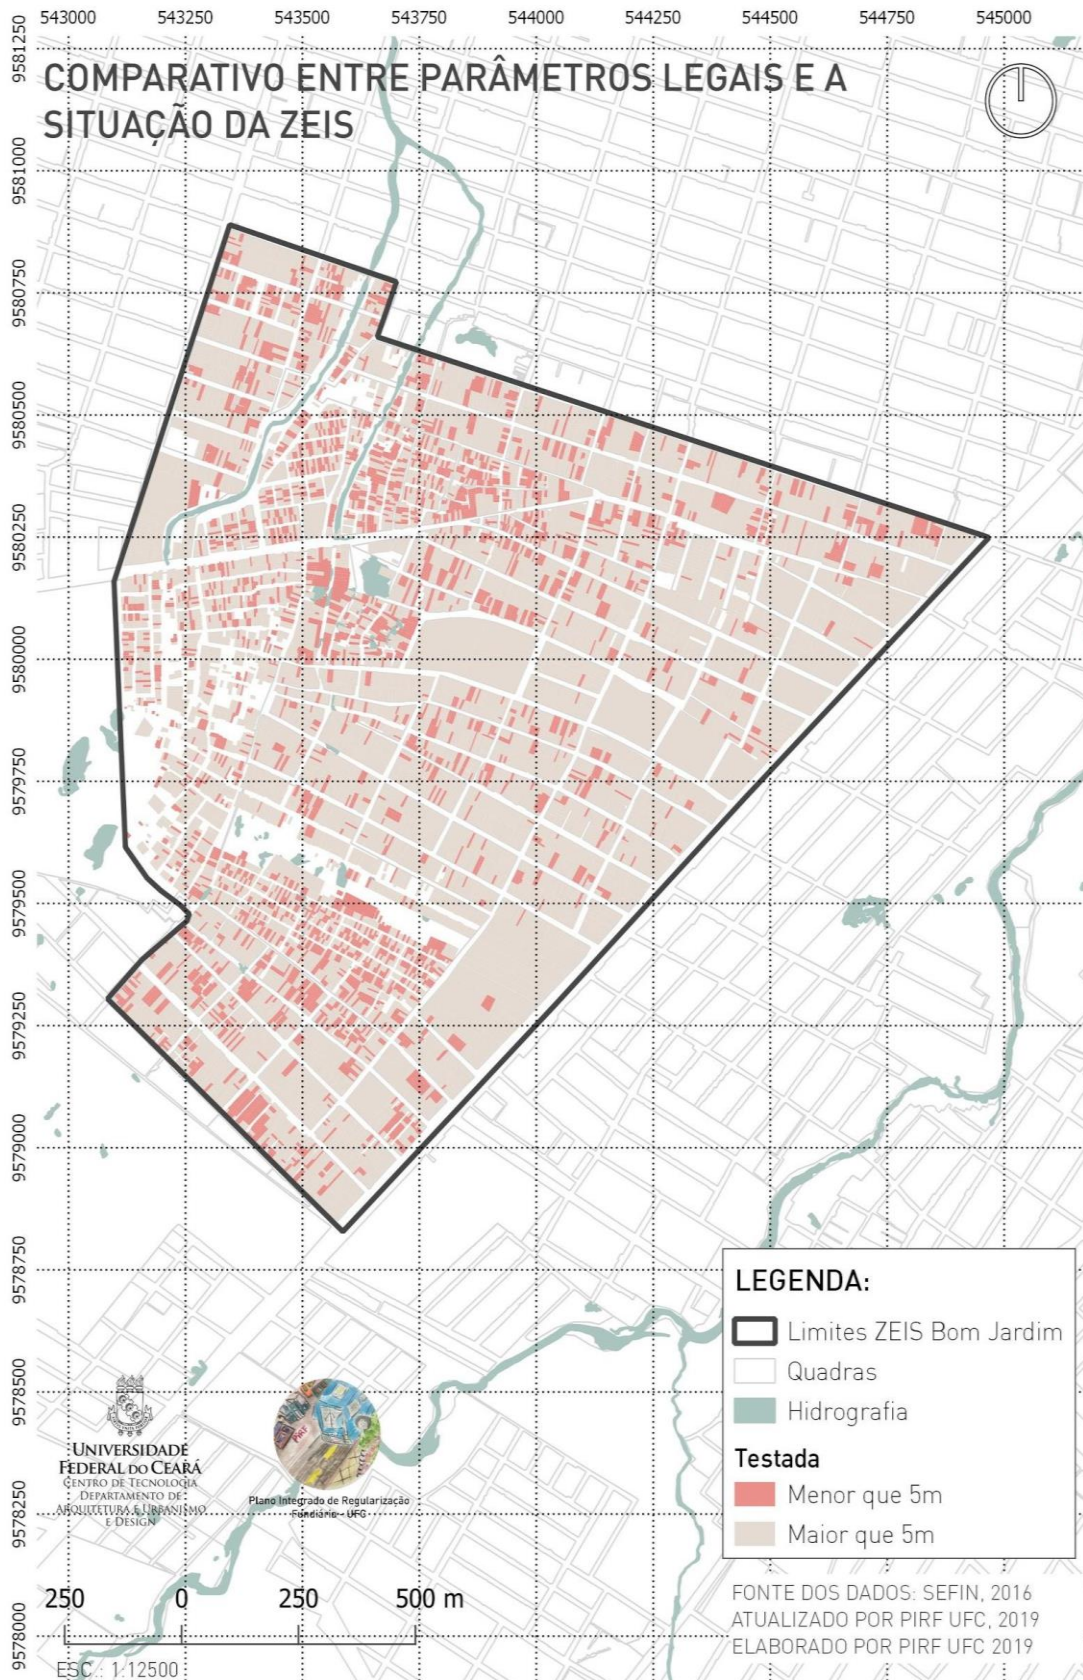 543000 543250 543500 543750 544000 544250 544500 544750 545000
9581250
COMPARATIVO ENTRE PARÂMETROS LEGAIS E A
SITUAÇÃO DA ZEIS
9581000
9580750
9580500
9580250
9580000
9579750
9579500
9579250
9579000
9578750
9578500
9578250
9578000
LEGENDA:
Limites ZEIS Bom Jardim
Quadras
Hidrografia
Testada
Menor que 5m
Maior que 5m
UNIVERSIDADE
FEDERAL DO CEARÁ
CENTRO DE TECNOLOGIA
DEPARTAMENTO DE
ARQUITETURA E URBANISMO
E DESIGN
PIRF
Plano Integrado de Regularização
Fundiária - UFC
250 0 250 500 m
ESC.: 1:12500
FONTE DOS DADOS: SEFIN, 2016
ATUALIZADO POR PIRF UFC, 2019
ELABORADO POR PIRF UFC 2019